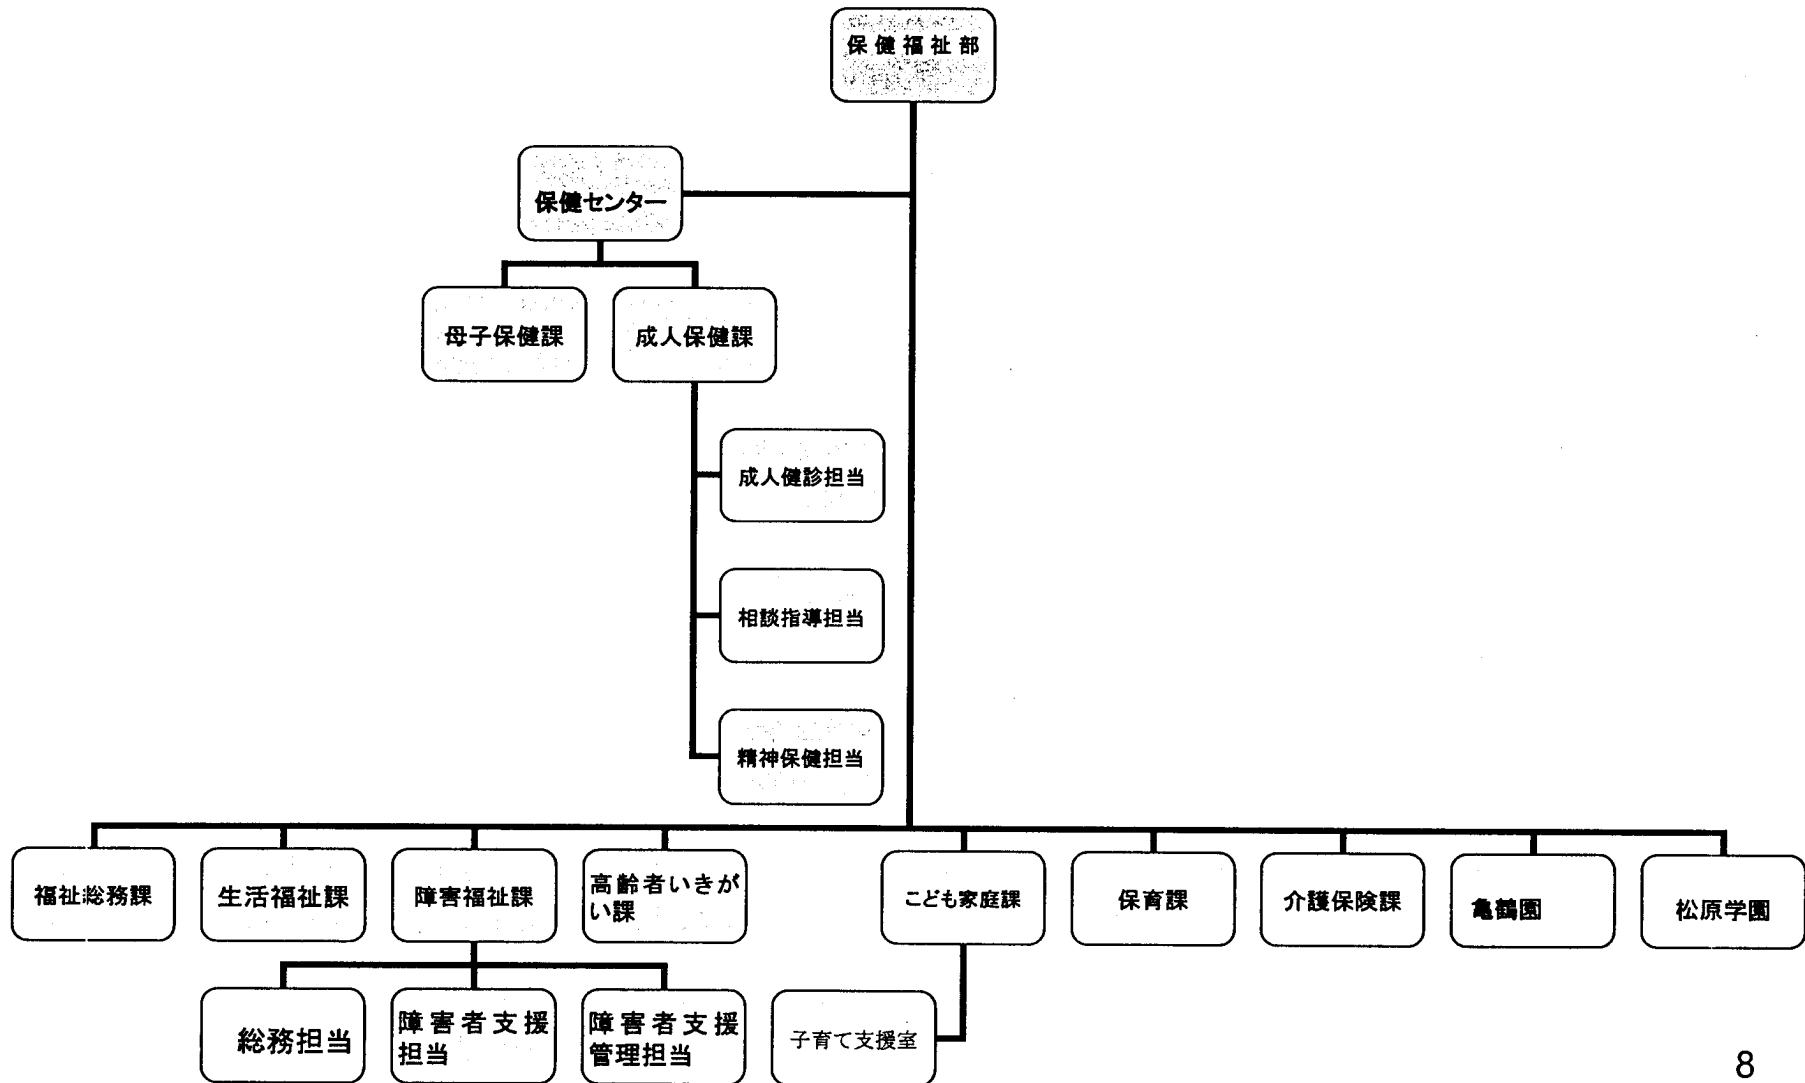 保健福祉部
保健センター
母子保健課
成人保健課
成人健診担当
相談指導担当
精神保健担当
福祉総務課
生活福祉課
障害福祉課
高齢者いきが
い課
こども家庭課
保育課
介護保険課
亀鶴園
松原学園
総務担当
障害者支援
担当
障害者支援
管理担当
子育て支援室
8